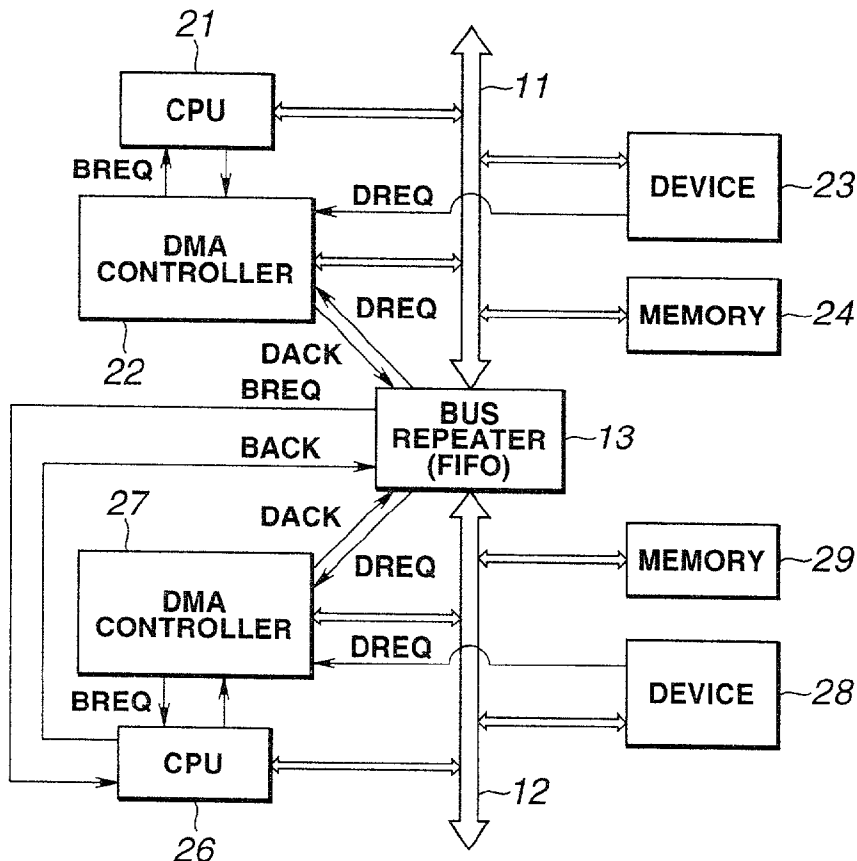 21
CPU
11
BREQ
DEVICE
23
DREQ
DMA
CONTROLLER
DREQ
MEMORY
24
22
DACK
BREQ
BUS
REPEATER
(FIFO)
13
BACK
27
DACK
MEMORY
29
DREQ
DMA
CONTROLLER
DREQ
DEVICE
28
BREQ
CPU
12
26